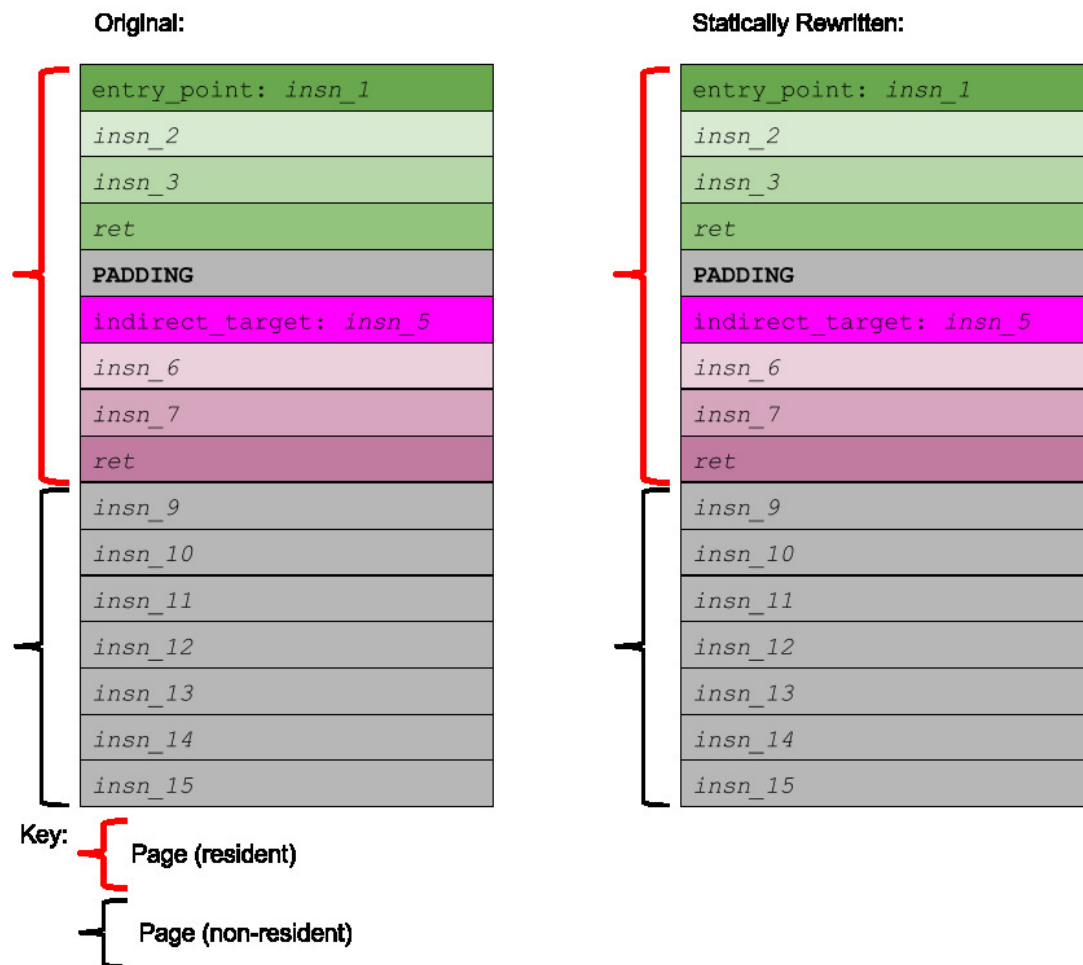 Original:
entry_point: insn_1
insn_2
insn_3
ret
PADDING
indirect_target: insn_5
insn_6
insn_7
ret
insn_9
insn_10
insn_11
insn_12
insn_13
insn_14
insn_15
Statically Rewritten:
entry_point: insn_1
insn_2
insn_3
ret
PADDING
indirect_target: insn_5
insn_6
insn_7
ret
insn_9
insn_10
insn_11
insn_12
insn_13
insn_14
insn_15
Key:
Page (resident)
Page (non-resident)